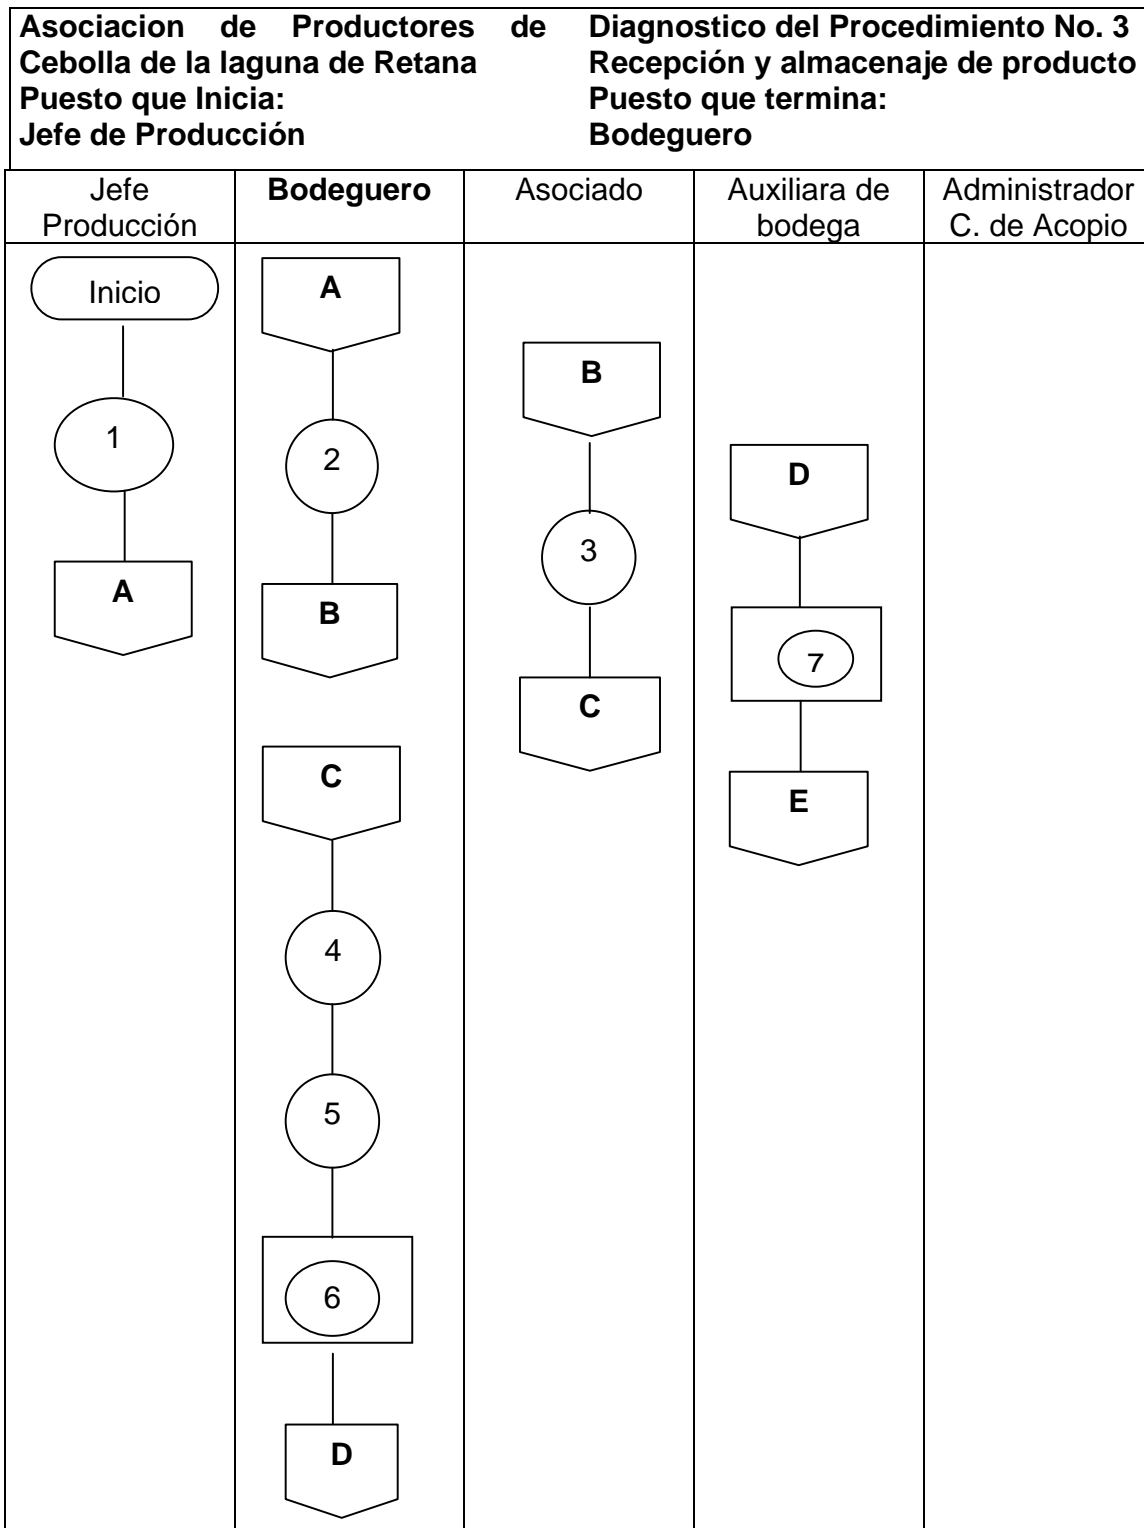 Asociacion de Productores de
Cebolla de la laguna de Retana
Puesto que Inicia:
Jefe de Producción
Diagnostico del Procedimiento No. 3
Recepción y almacenaje de producto
Puesto que termina:
Bodeguero
Jefe
Producción
Bodeguero
Asociado
Auxiliara de
bodega
Administrador
C. de Acopio
Inicio
1
A
A
2
B
C
4
5
6
D
B
3
C
D
7
E